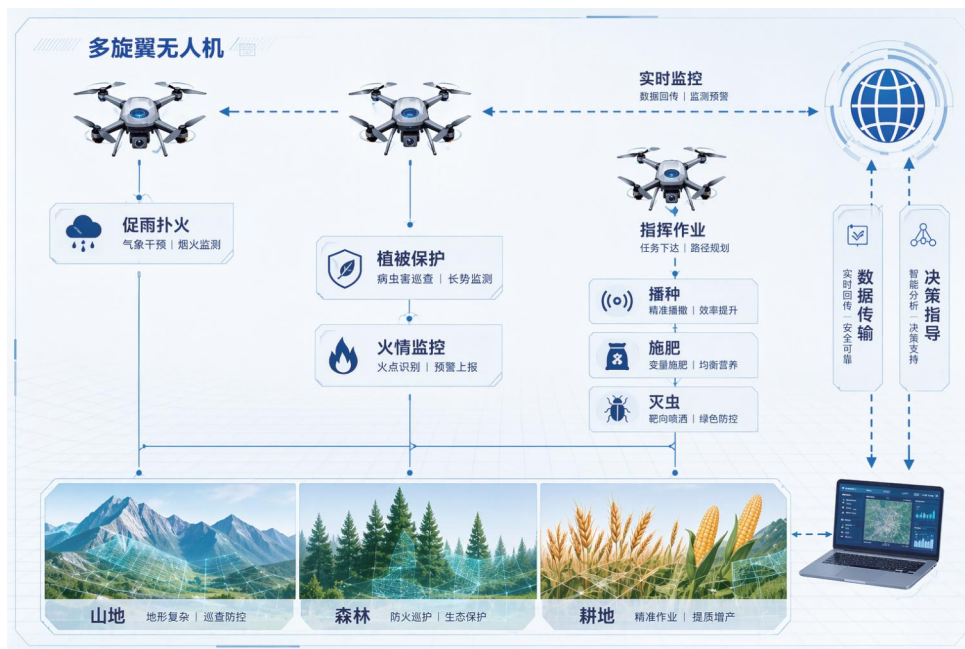 多旋翼无人机
实时监控
数据回传 | 监测预警
促雨扑火
气象干预 | 烟火监测
植被保护
病虫害巡查 | 长势监测
火情监控
火点识别 | 预警上报
指挥作业
任务下达 | 路径规划
播种
精准播撒 | 效率提升
施肥
变量施肥 | 均衡营养
灭虫
靶向喷洒 | 绿色防控
数据传输
实时回传 | 安全可靠
决策指导
智能分析 | 决策支持
山地
地形复杂 | 巡查防控
森林
防火巡护 | 生态保护
耕地
精准作业 | 提质增产